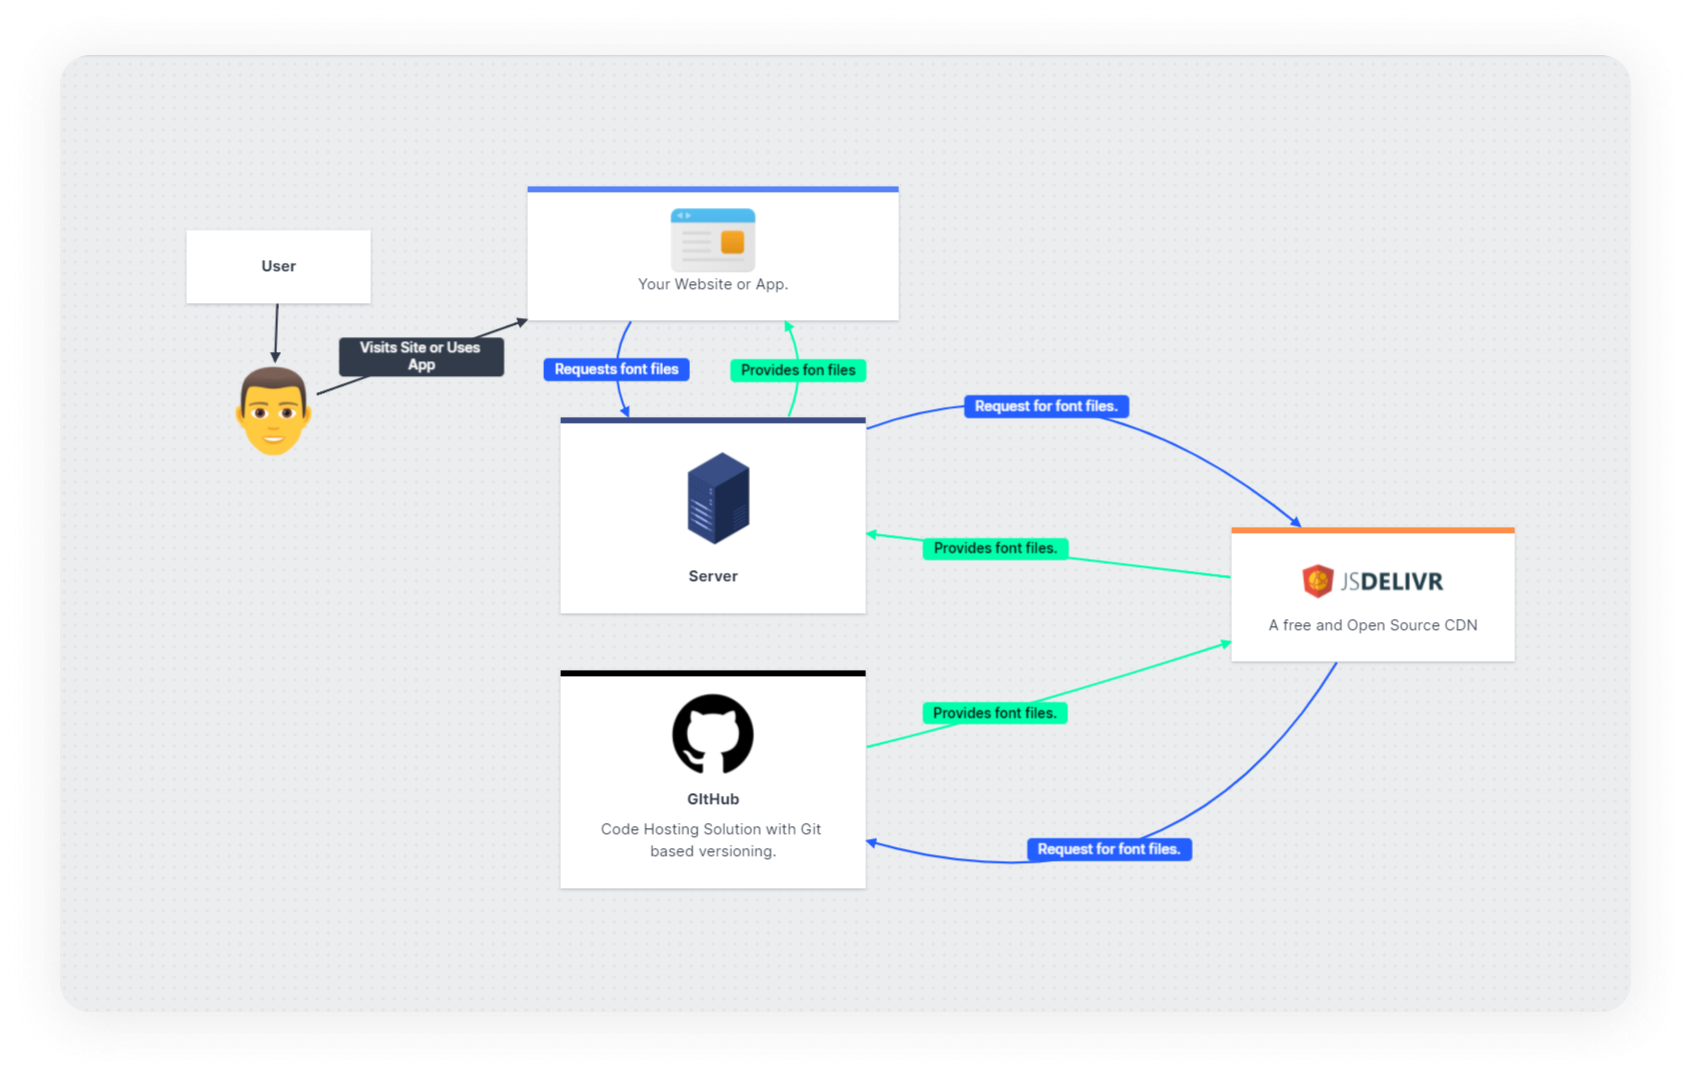 User
Your Website or App.
Visits Site or Uses
App
Requests font files
Provides fon files
Request for font files.
Server
Provides font files.
JSDELIVR
A free and Open Source CDN
Provides font files.
GItHub
Code Hosting Solution with Git
based versioning.
Request for font files.